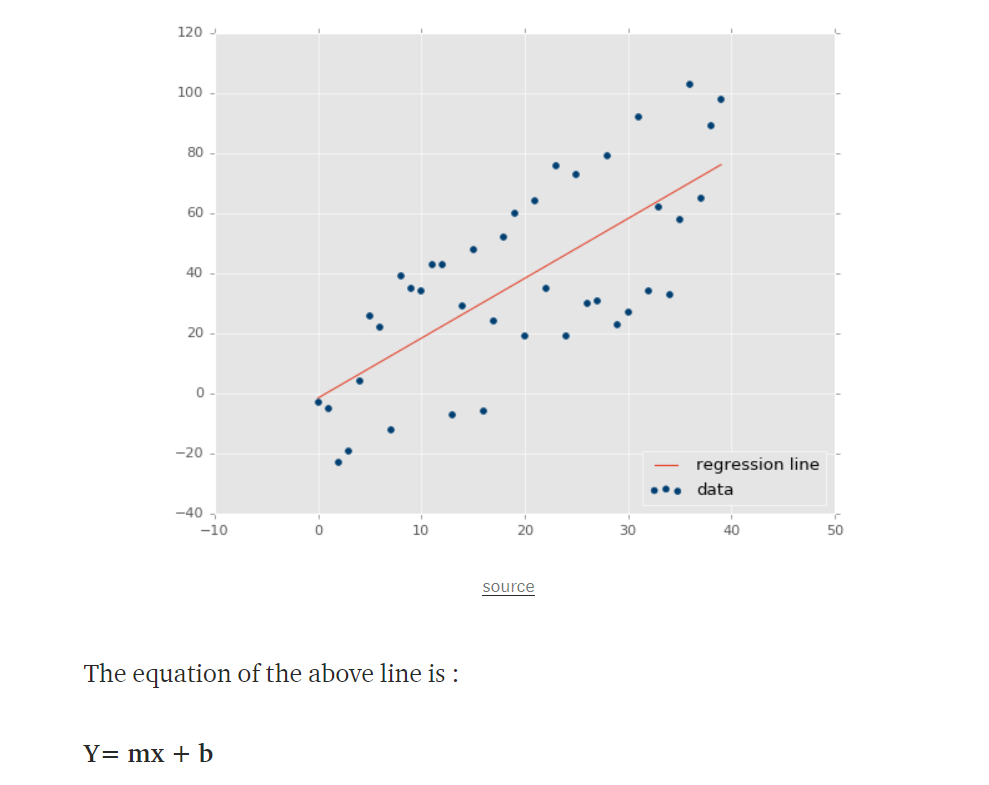 120
100
80
60
40
20
0
−20
−40
−10 0 10 20 30 40 50
regression line
data
source
The equation of the above line is :
Y= mx + b